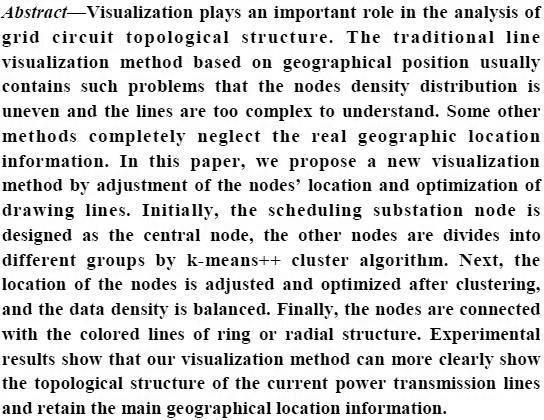 Abstract—Visualization plays an important role in the analysis of
grid circuit topological structure. The traditional line
visualization method based on geographical position usually
contains such problems that the nodes density distribution is
uneven and the lines are too complex to understand. Some other
methods completely neglect the real geographic location
information. In this paper, we propose a new visualization
method by adjustment of the nodes’ location and optimization of
drawing lines. Initially, the scheduling substation node is
designed as the central node, the other nodes are divides into
different groups by k-means++ cluster algorithm. Next, the
location of the nodes is adjusted and optimized after clustering,
and the data density is balanced. Finally, the nodes are connected
with the colored lines of ring or radial structure. Experimental
results show that our visualization method can more clearly show
the topological structure of the current power transmission lines
and retain the main geographical location information.